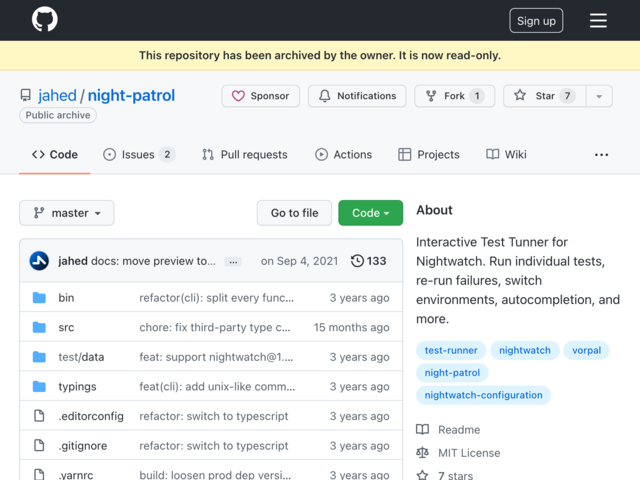 Sign up
This repository has been archived by the owner. It is now read-only.
jahed / night-patrol
Public archive
Sponsor
Notifications
Fork 1
Star 7
Code
Issues 2
Pull requests
Actions
Projects
Wiki
master
Go to file
Code
jahed docs: move preview to... ... on Sep 4, 2021 133
bin refactor(cli): split every func... 3 years ago
src chore: fix third-party type c... 15 months ago
test/data feat: support nightwatch@1.... 3 years ago
typings feat(cli): add unix-like comm... 3 years ago
.editorconfig refactor: switch to typescript 3 years ago
.gitignore refactor: switch to typescript 3 years ago
.yarnrc build: loosen prod dep versi... 3 years ago
About
Interactive Test Tunner for
Nightwatch. Run individual tests,
re-run failures, switch
environments, autocompletion, and
more.
test-runner nightwatch vorpal
night-patrol
nightwatch-configuration
Readme
MIT License
7 stars